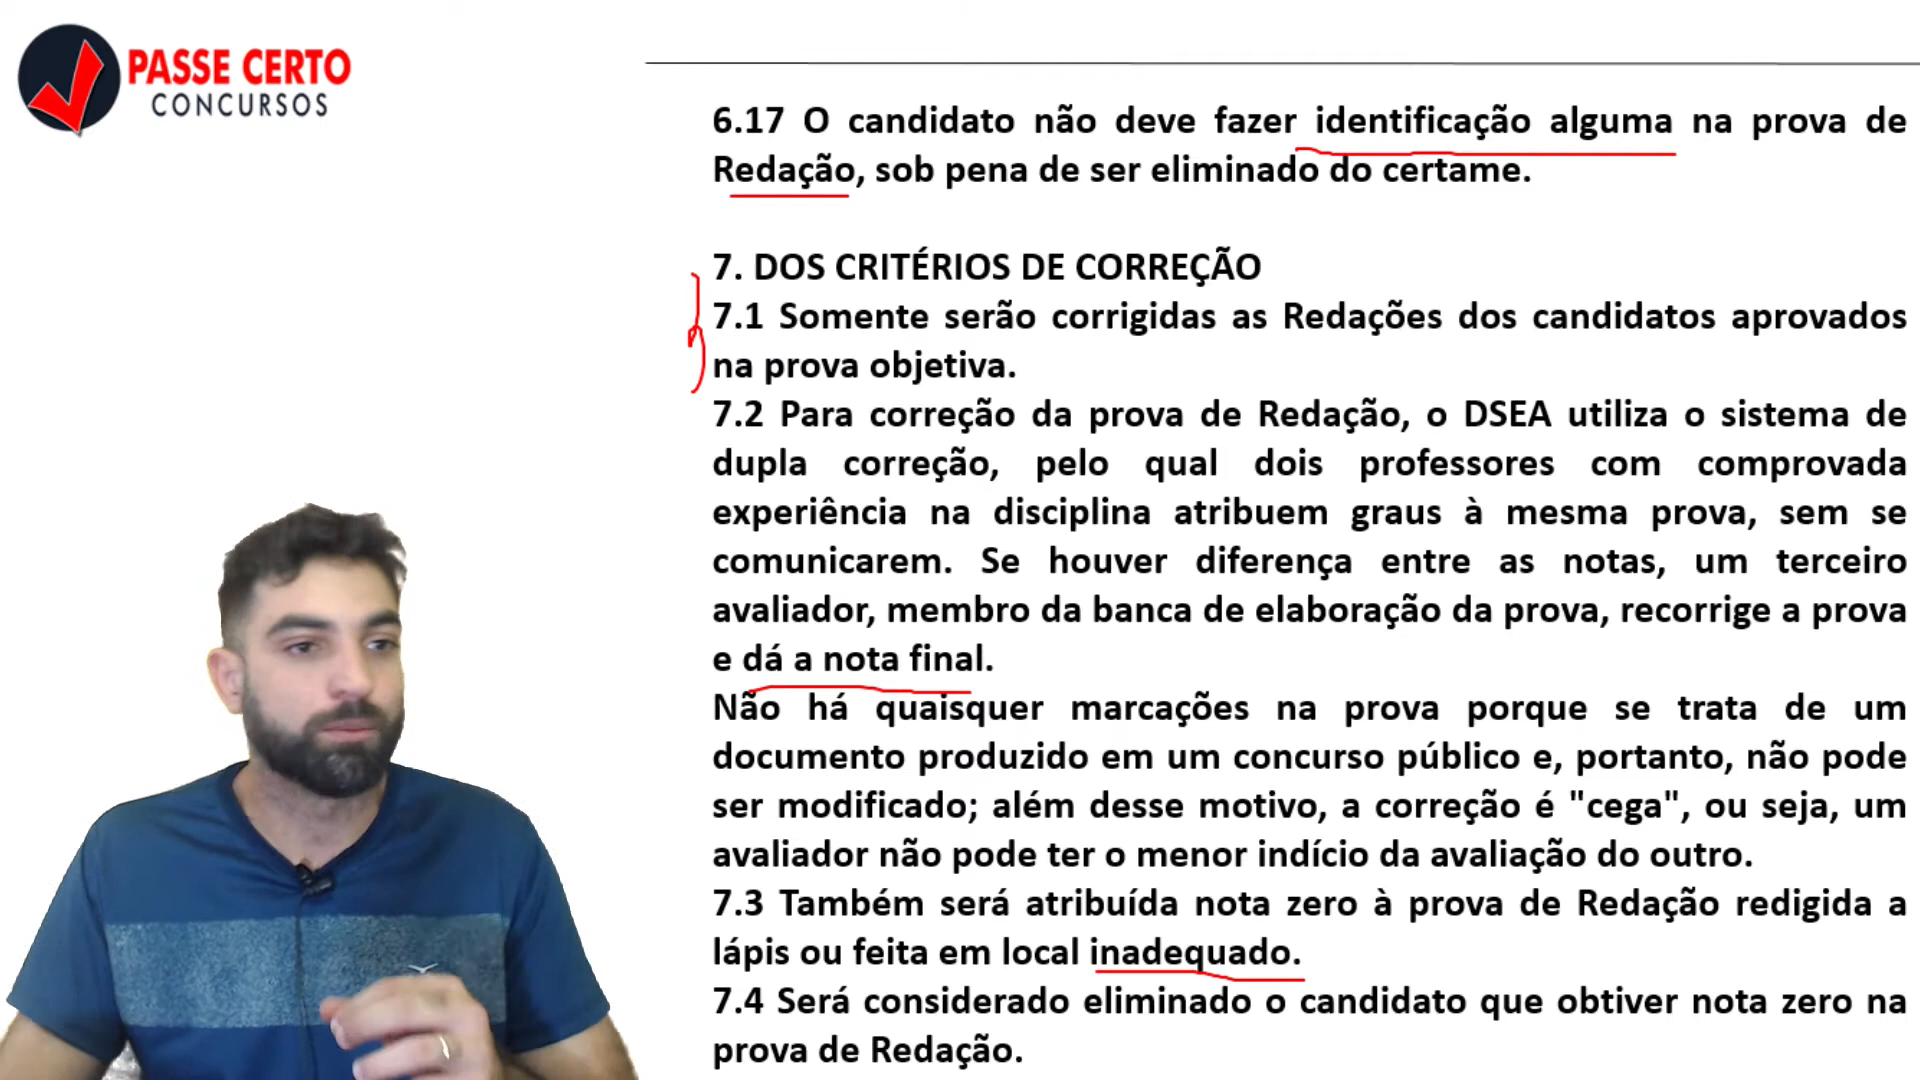 PASSE CERTO
CONCURSOS
6.17 O candidato não deve fazer identificação alguma na prova de
Redação, sob pena de ser eliminado do certame.
7. DOS CRITÉRIOS DE CORREÇÃO
7.1 Somente serão corrigidas as Redações dos candidatos aprovados
na prova objetiva.
7.2 Para correção da prova de Redação, o DSEA utiliza o sistema de
dupla correção, pelo qual dois professores com comprovada
experiência na disciplina atribuem graus à mesma prova, sem se
comunicarem. Se houver diferença entre as notas, um terceiro
avaliador, membro da banca de elaboração da prova, recorrige a prova
e dá a nota final.
Não há quaisquer marcações na prova porque se trata de um
documento produzido em um concurso público e, portanto, não pode
ser modificado; além desse motivo, a correção é "cega", ou seja, um
avaliador não pode ter o menor indício da avaliação do outro.
7.3 Também será atribuída nota zero à prova de Redação redigida a
lápis ou feita em local inadequado.
7.4 Será considerado eliminado o candidato que obtiver nota zero na
prova de Redação.